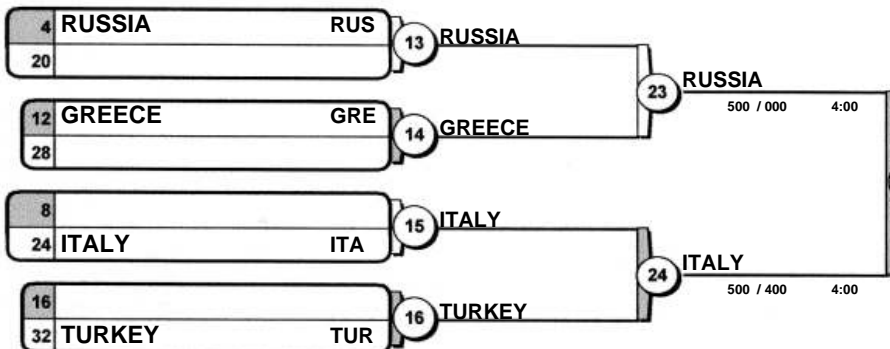 4 RUSSIA RUS
13 RUSSIA
20
23 RUSSIA
500 / 000 4:00
12 GREECE GRE
14 GREECE
28
8
15 ITALY
24 ITALY ITA
24 ITALY
500 / 400 4:00
16
16 TURKEY
32 TURKEY TUR